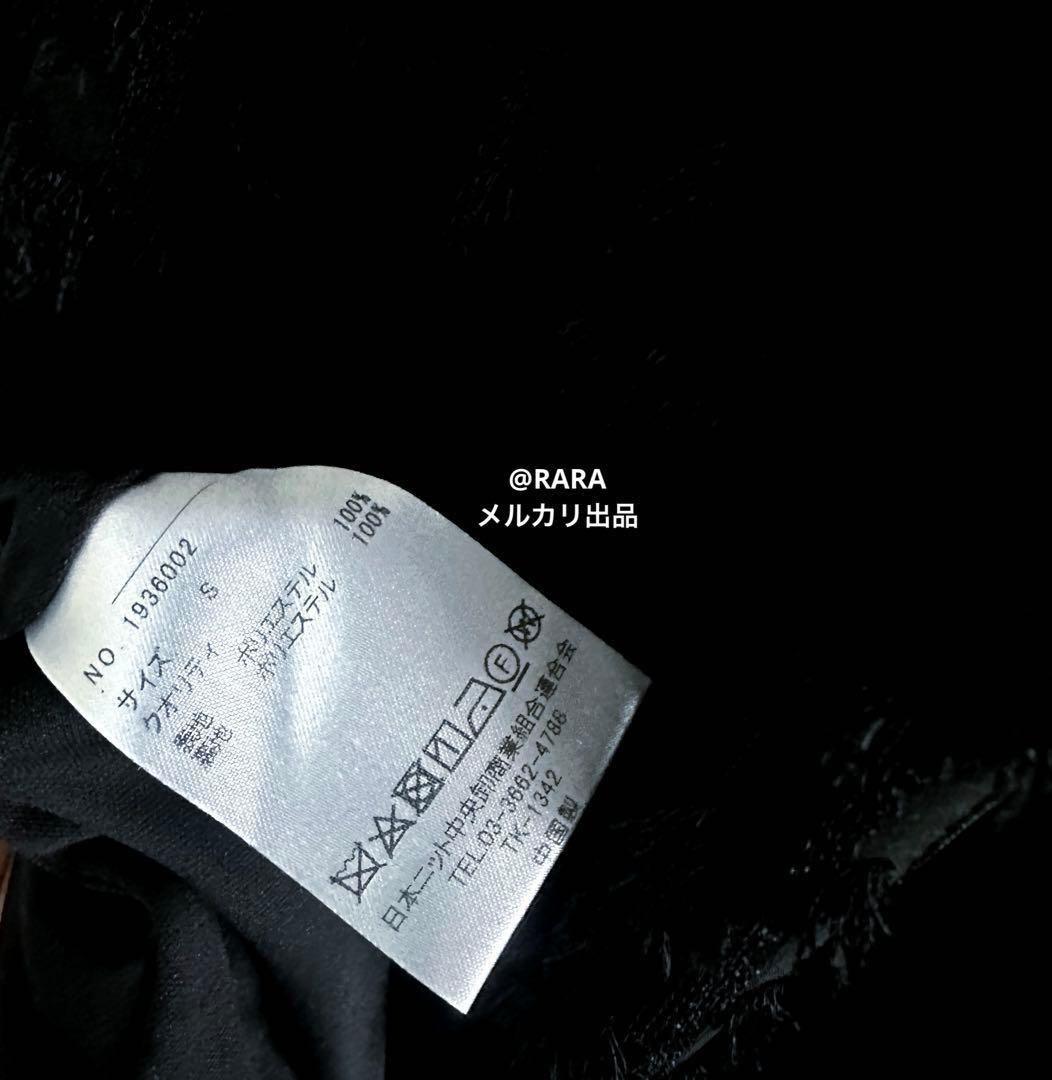 @RARA
メルカリ出品
NO. 1936002
サイズ S
クオリティ
表地 ポリエステル 100%
裏地 ポリエステル 100%
F
W
日本ニット中央卸商業組合連合会
TEL.03-3662-4788
TK-1342
中国製